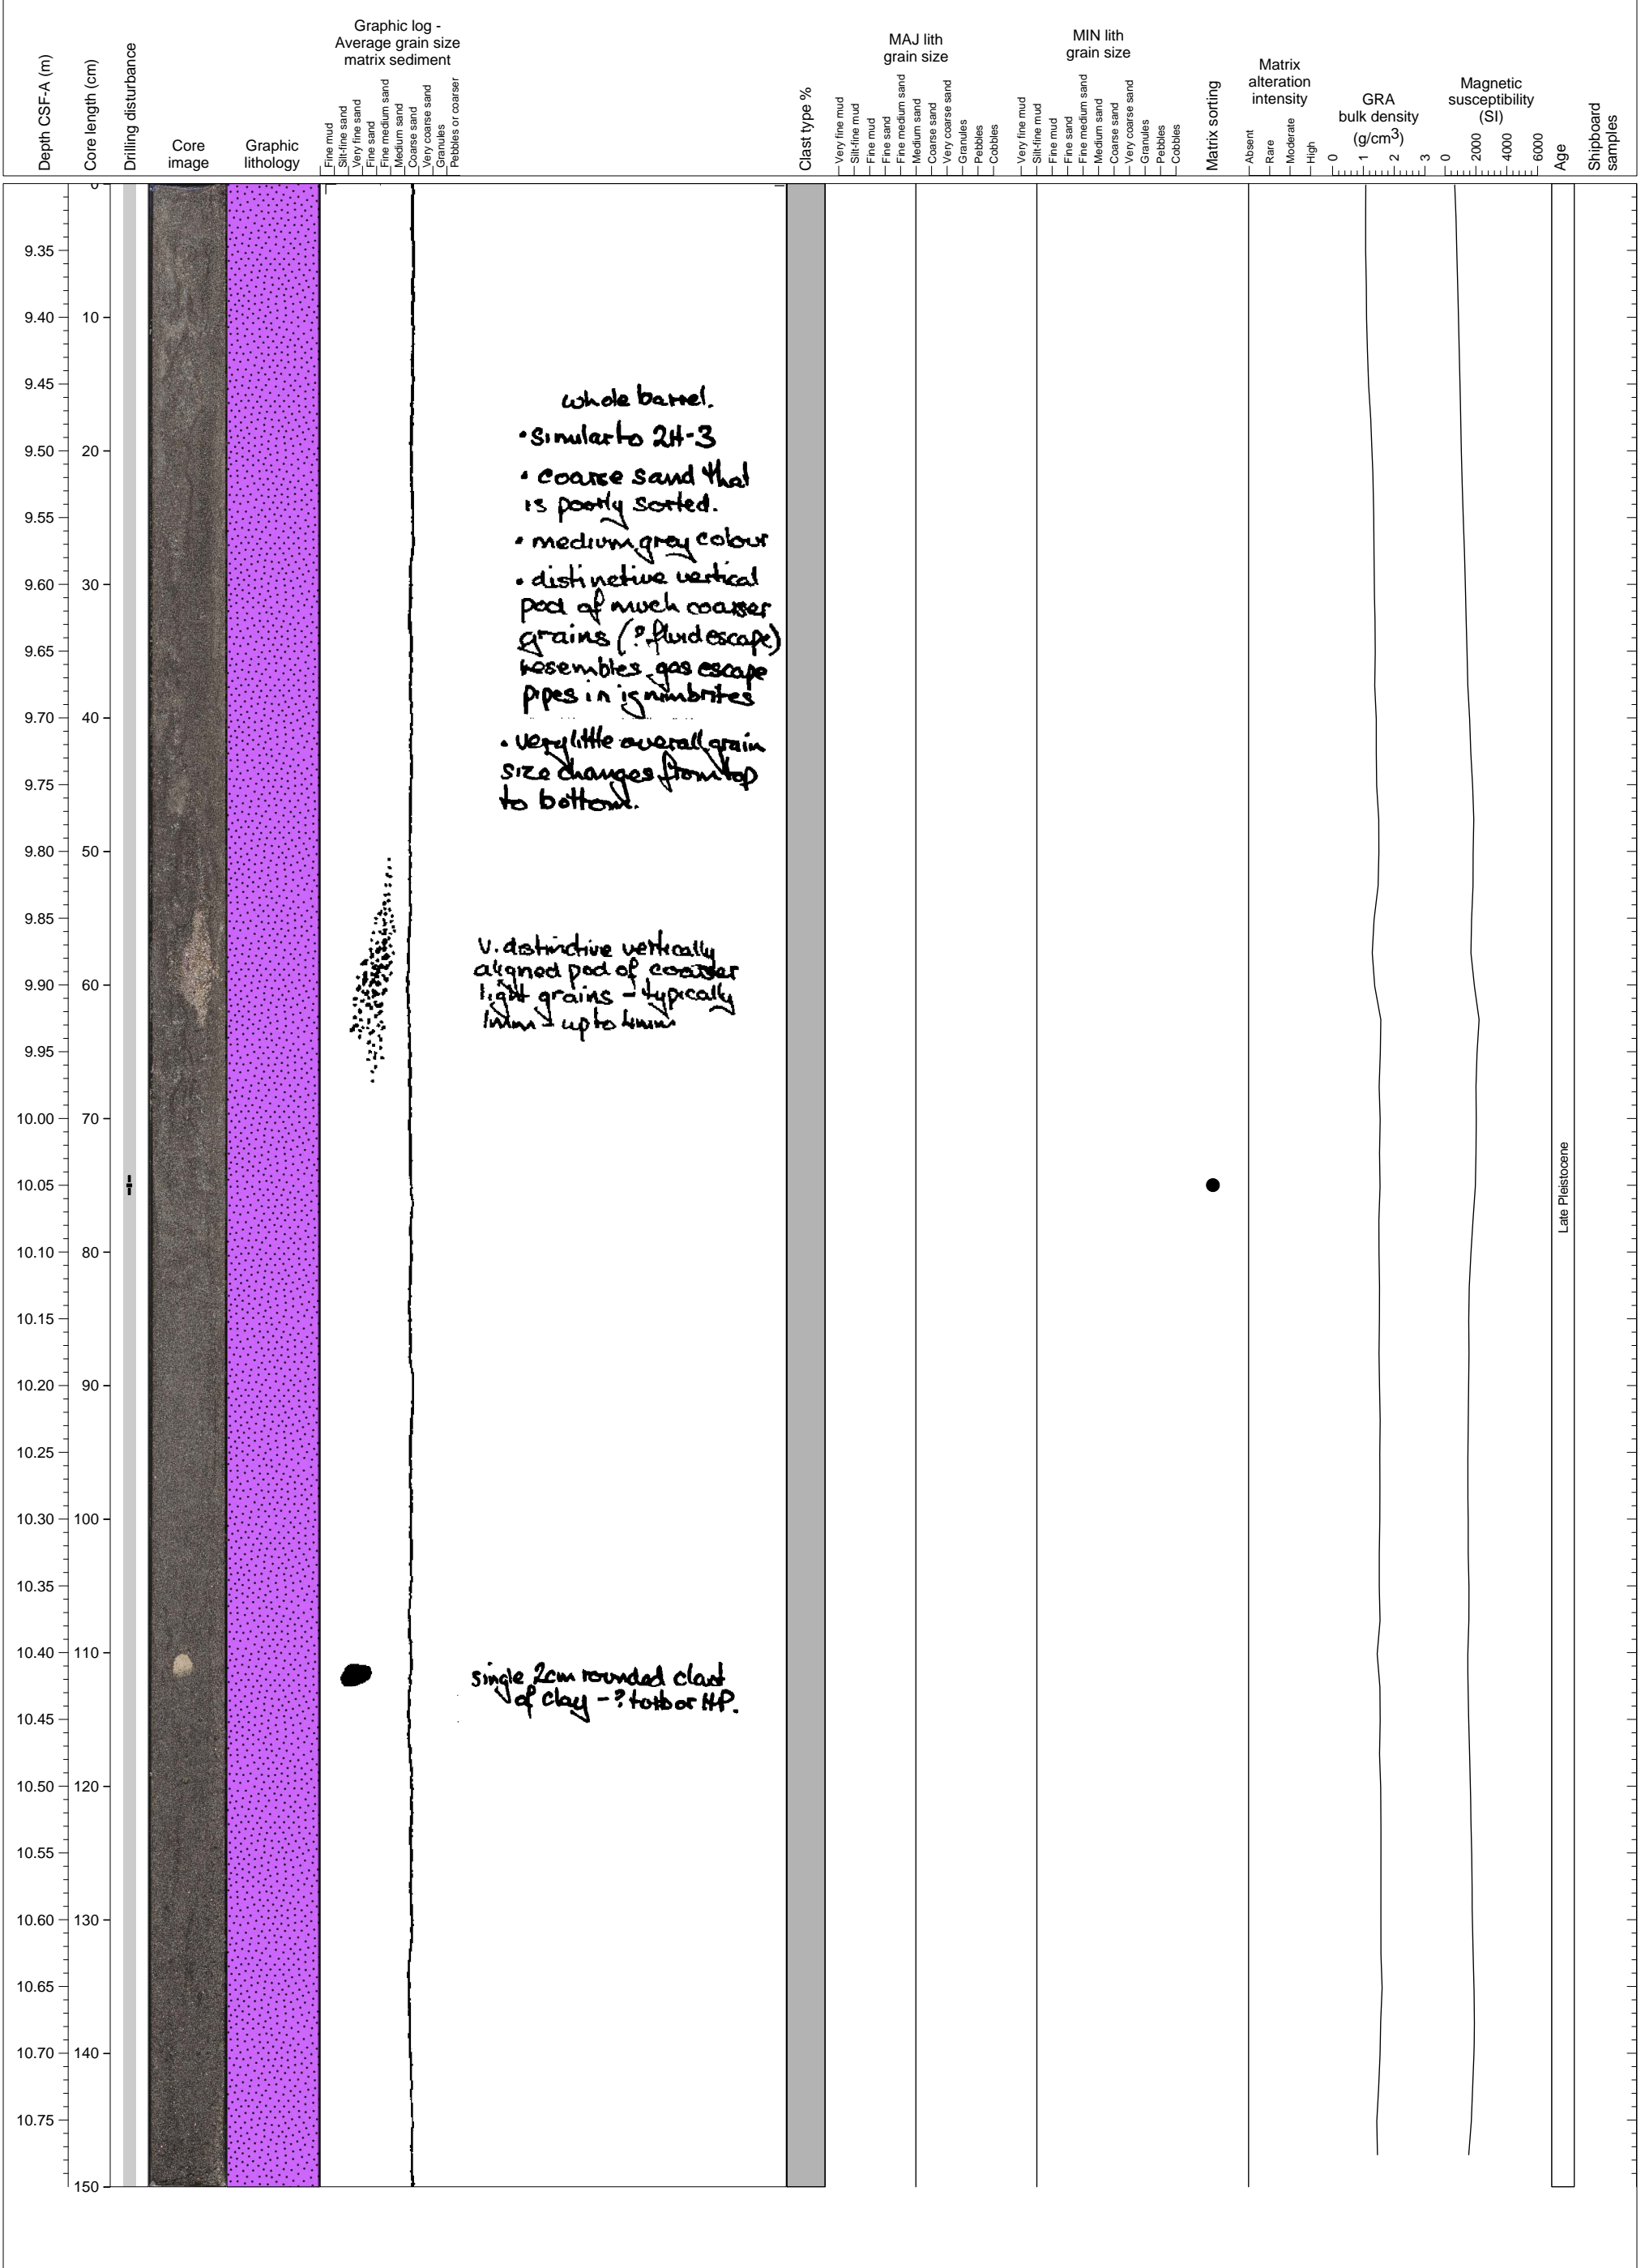 Depth CSF-A (m)
Core length (cm)
Drilling disturbance
Core
image
Graphic
lithology
Graphic log -
Average grain size
matrix sediment
Fine mud
Silt-fine sand
Very fine sand
Fine sand
Fine medium sand
Medium sand
Coarse sand
Very coarse sand
Granules
Pebbles or coarser
Clast type %
MAJ lith
grain size
Very fine mud
Silt-fine mud
Fine mud
Fine sand
Fine medium sand
Medium sand
Coarse sand
Very coarse sand
Granules
Pebbles
Cobbles
MIN lith
grain size
Very fine mud
Silt-fine mud
Fine mud
Fine sand
Fine medium sand
Medium sand
Coarse sand
Very coarse sand
Granules
Pebbles
Cobbles
Matrix sorting
Matrix
alteration
intensity
Absent
Rare
Moderate
High
GRA
bulk density
(g/cm3)
0
1
2
3
Magnetic
susceptibility
(SI)
0
2000
4000
6000
Age
Shipboard
samples
0
9.35
9.40
10
9.45
9.50
20
9.55
9.60
30
9.65
9.70
40
9.75
9.80
50
9.85
9.90
60
9.95
10.00
70
10.05
10.10
80
10.15
10.20
90
10.25
10.30
100
10.35
10.40
110
10.45
10.50
120
10.55
10.60
130
10.65
10.70
140
10.75
150
whole barrel.
• Similar to 2H-3
• coarse sand that
is poorly sorted.
• medium grey colour
• distinctive vertical
pod of much coarser
grains (? fluid escape)
resembles gas escape
pipes in ignimbrites
• very little overall grain
size changes from top
to bottom.
V. distinctive vertically
aligned pod of coarser
light grains – typically
1mm – up to 4mm
single 2cm rounded clast
of clay – ? or HP.
Late Pleistocene